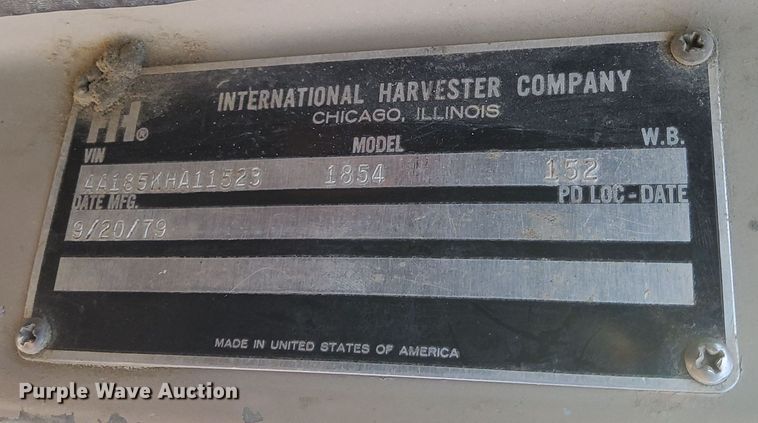 INTERNATIONAL HARVESTER COMPANY
CHICAGO, ILLINOIS
IH®
VIN MODEL W.B.
AA185KHA11523 1854 152
DATE MFG. PD LOC-DATE
9/20/79
MADE IN UNITED STATES OF AMERICA
Purple Wave Auction